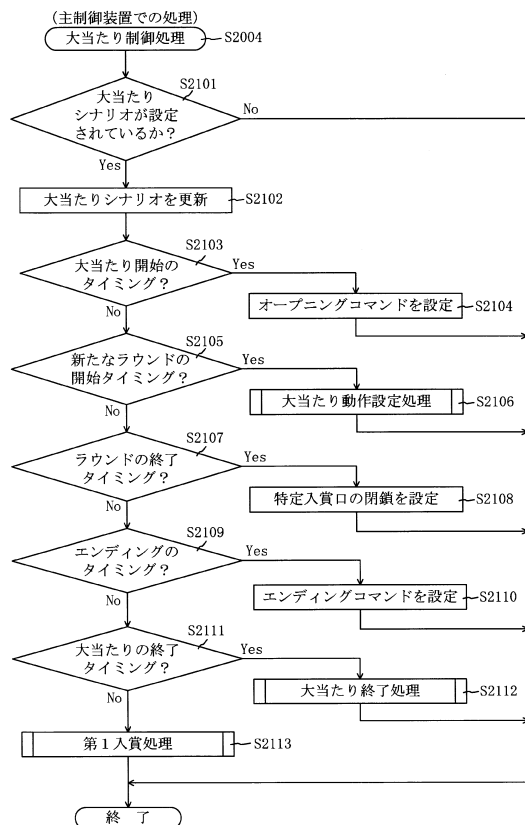 (主制御装置での処理)
大当たり制御処理
S2004
S2101
大当たり
シナリオが設定
されているか？
No
Yes
大当たりシナリオを更新
S2102
S2103
大当たり開始の
タイミング？
Yes
No
オープニングコマンドを設定
S2104
S2105
新たなラウンドの
開始タイミング？
Yes
No
大当たり動作設定処理
S2106
S2107
ラウンドの終了
タイミング？
Yes
No
特定入賞口の閉鎖を設定
S2108
S2109
エンディングの
タイミング？
Yes
No
エンディングコマンドを設定
S2110
S2111
大当たりの終了
タイミング？
Yes
No
大当たり終了処理
S2112
第１入賞処理
S2113
終了